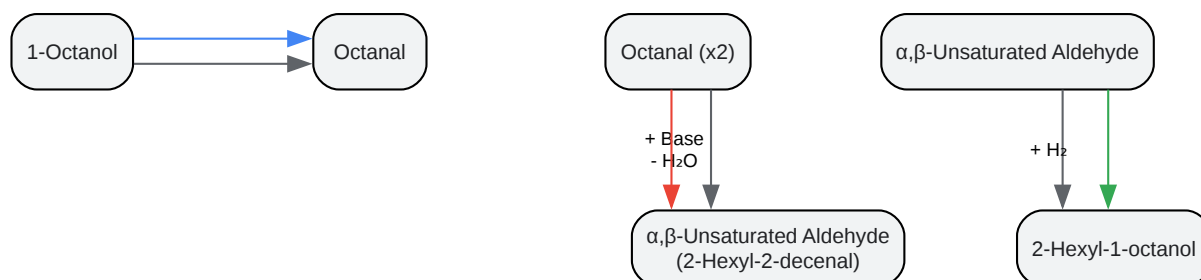 1-Octanol
Octanal
Octanal (x2)
α,β-Unsaturated Aldehyde
+ Base
- H₂O
+ H₂
α,β-Unsaturated Aldehyde
(2-Hexyl-2-decenal)
2-Hexyl-1-octanol